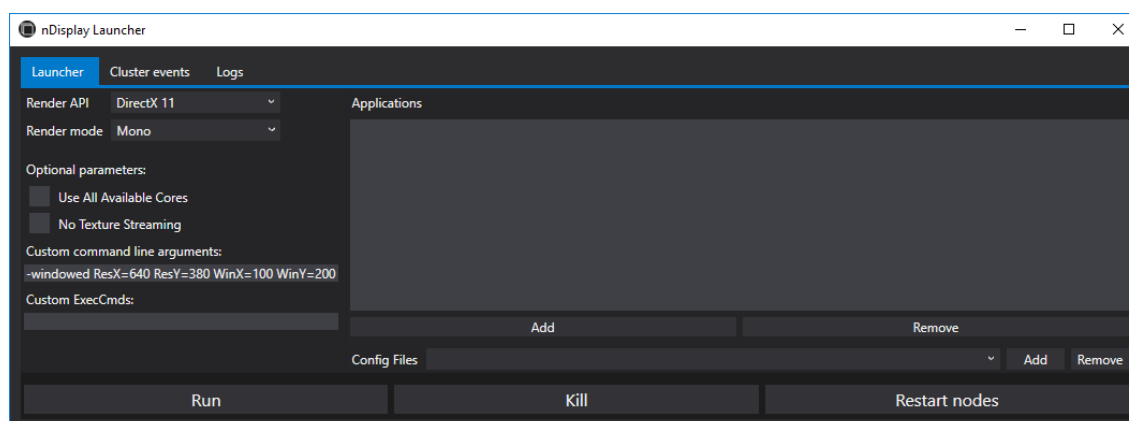 nDisplay Launcher
Launcher Cluster events Logs
Render API DirectX 11
Render mode Mono
Optional parameters:
Use All Available Cores
No Texture Streaming
Custom command line arguments:
-windowed ResX=640 ResY=380 WinX=100 WinY=200
Custom ExecCmds:
Applications
Add Remove
Config Files Add Remove
Run Kill Restart nodes